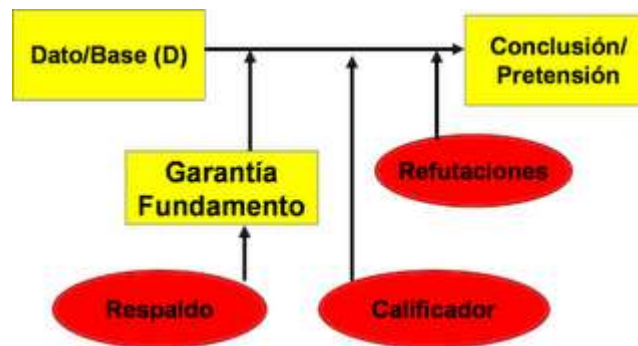 Dato/Base (D)
Conclusión/
Pretensión
Garantía
Fundamento
Refutaciones
Respaldo
Calificador